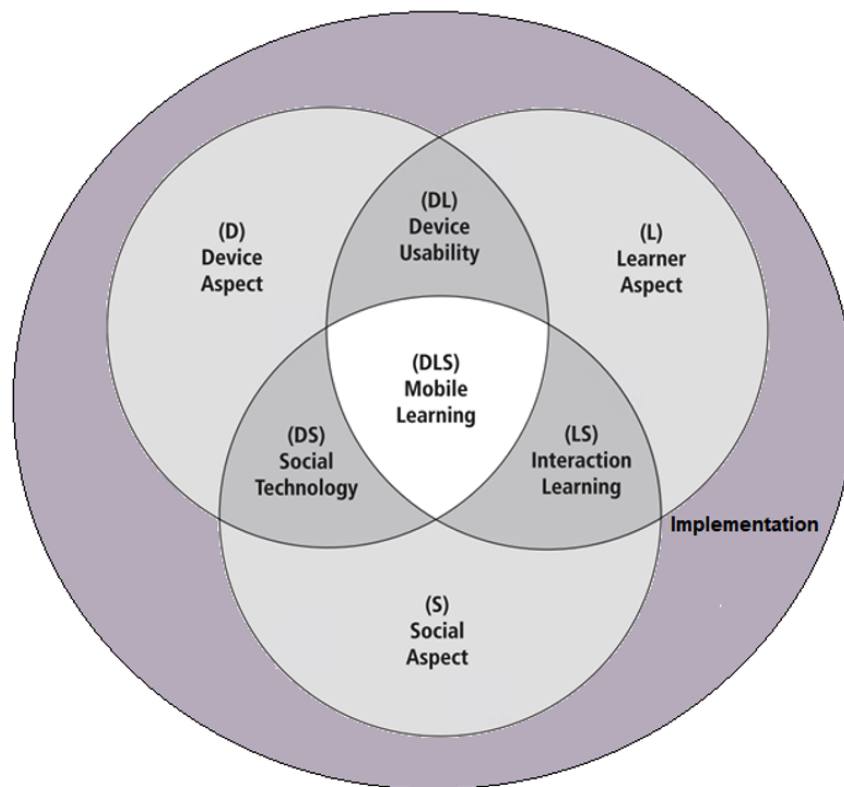 (DL)
Device
Usability
(D)
Device
Aspect
(L)
Learner
Aspect
(DLS)
Mobile
Learning
(DS)
Social
Technology
(LS)
Interaction
Learning
Implementation
(S)
Social
Aspect